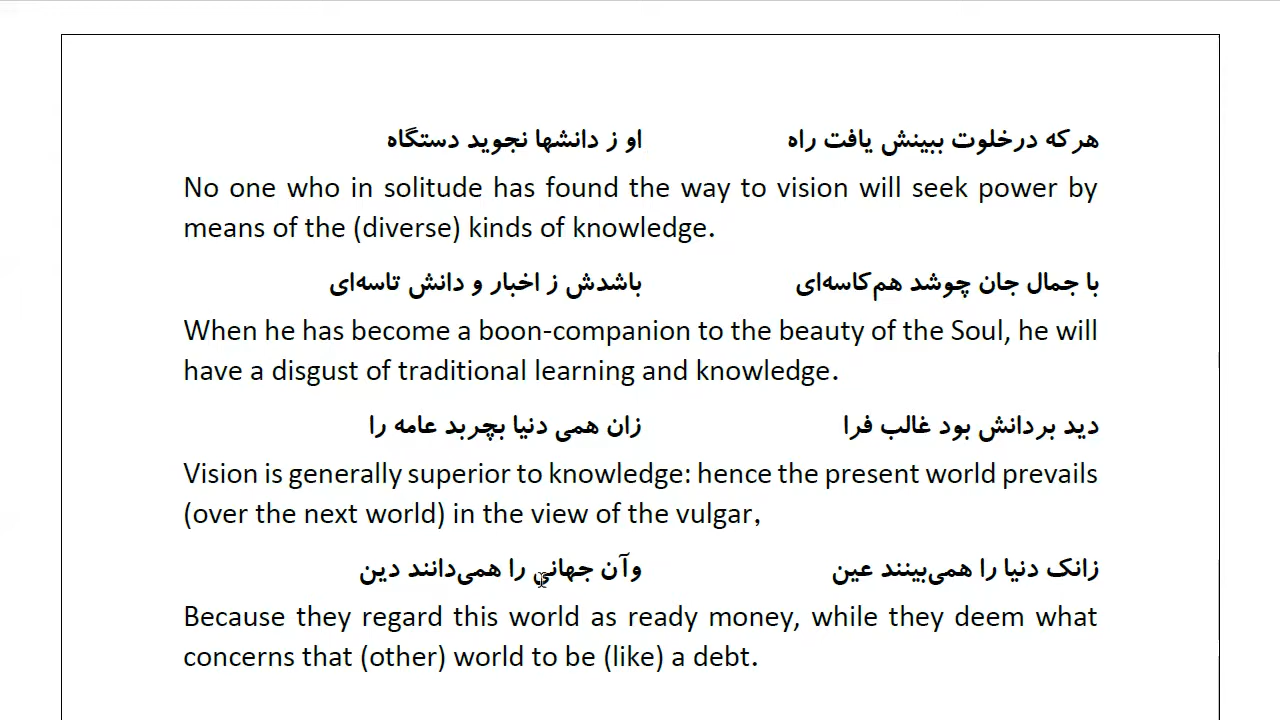 هرکه درخلوت ببینش یافت راه او ز دانشها نجوید دستگاه
No one who in solitude has found the way to vision will seek power by
means of the (diverse) kinds of knowledge.
با جمال جان چوشد هم‌کاسه‌ای باشدش ز اخبار و دانش تاسه‌ای
When he has become a boon-companion to the beauty of the Soul, he will
have a disgust of traditional learning and knowledge.
دید بردانش بود غالب فرا زان همی دنیا بچربد عامه را
Vision is generally superior to knowledge: hence the present world prevails
(over the next world) in the view of the vulgar,
زانک دنیا را همی‌بینند عین وآن جهانی را همی‌دانند دین
Because they regard this world as ready money, while they deem what
concerns that (other) world to be (like) a debt.